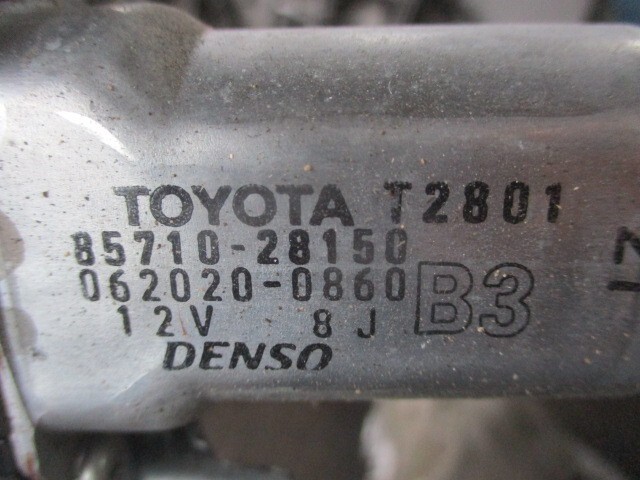 TOYOTA T2801
85710-28150
062020-0860
12V 8J B3
DENSO